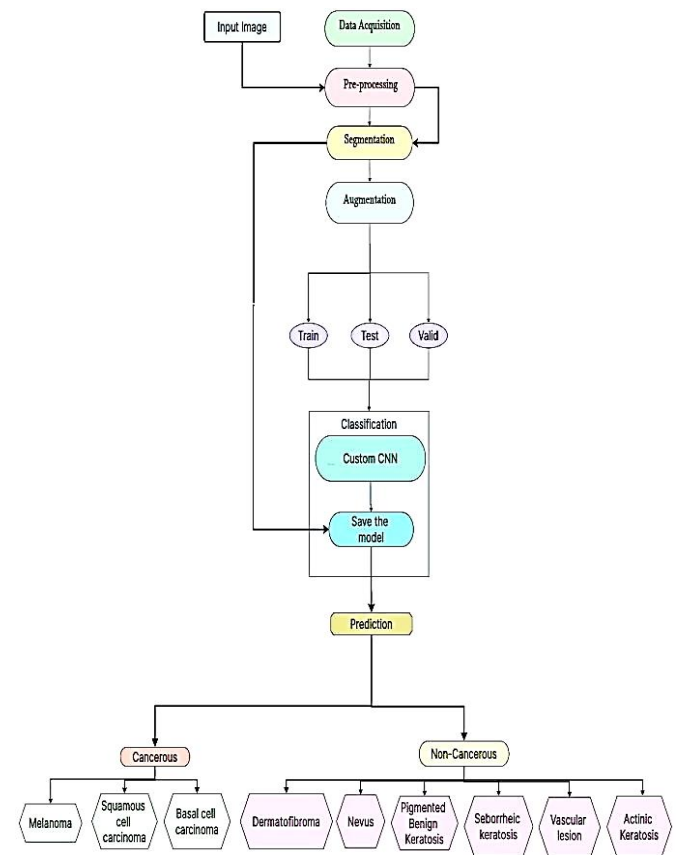 Input Image
Data Acquisition
Pre-processing
Segmentation
Augmentation
Train
Test
Valid
Classification
Custom CNN
Save the
model
Prediction
Cancerous
Non-Cancerous
Melanoma
Squamous
cell
carcinoma
Basal cell
carcinoma
Dermatofibroma
Nevus
Pigmented
Benign
Keratosis
Seborrheic
keratosis
Vascular
lesion
Actinic
Keratosis